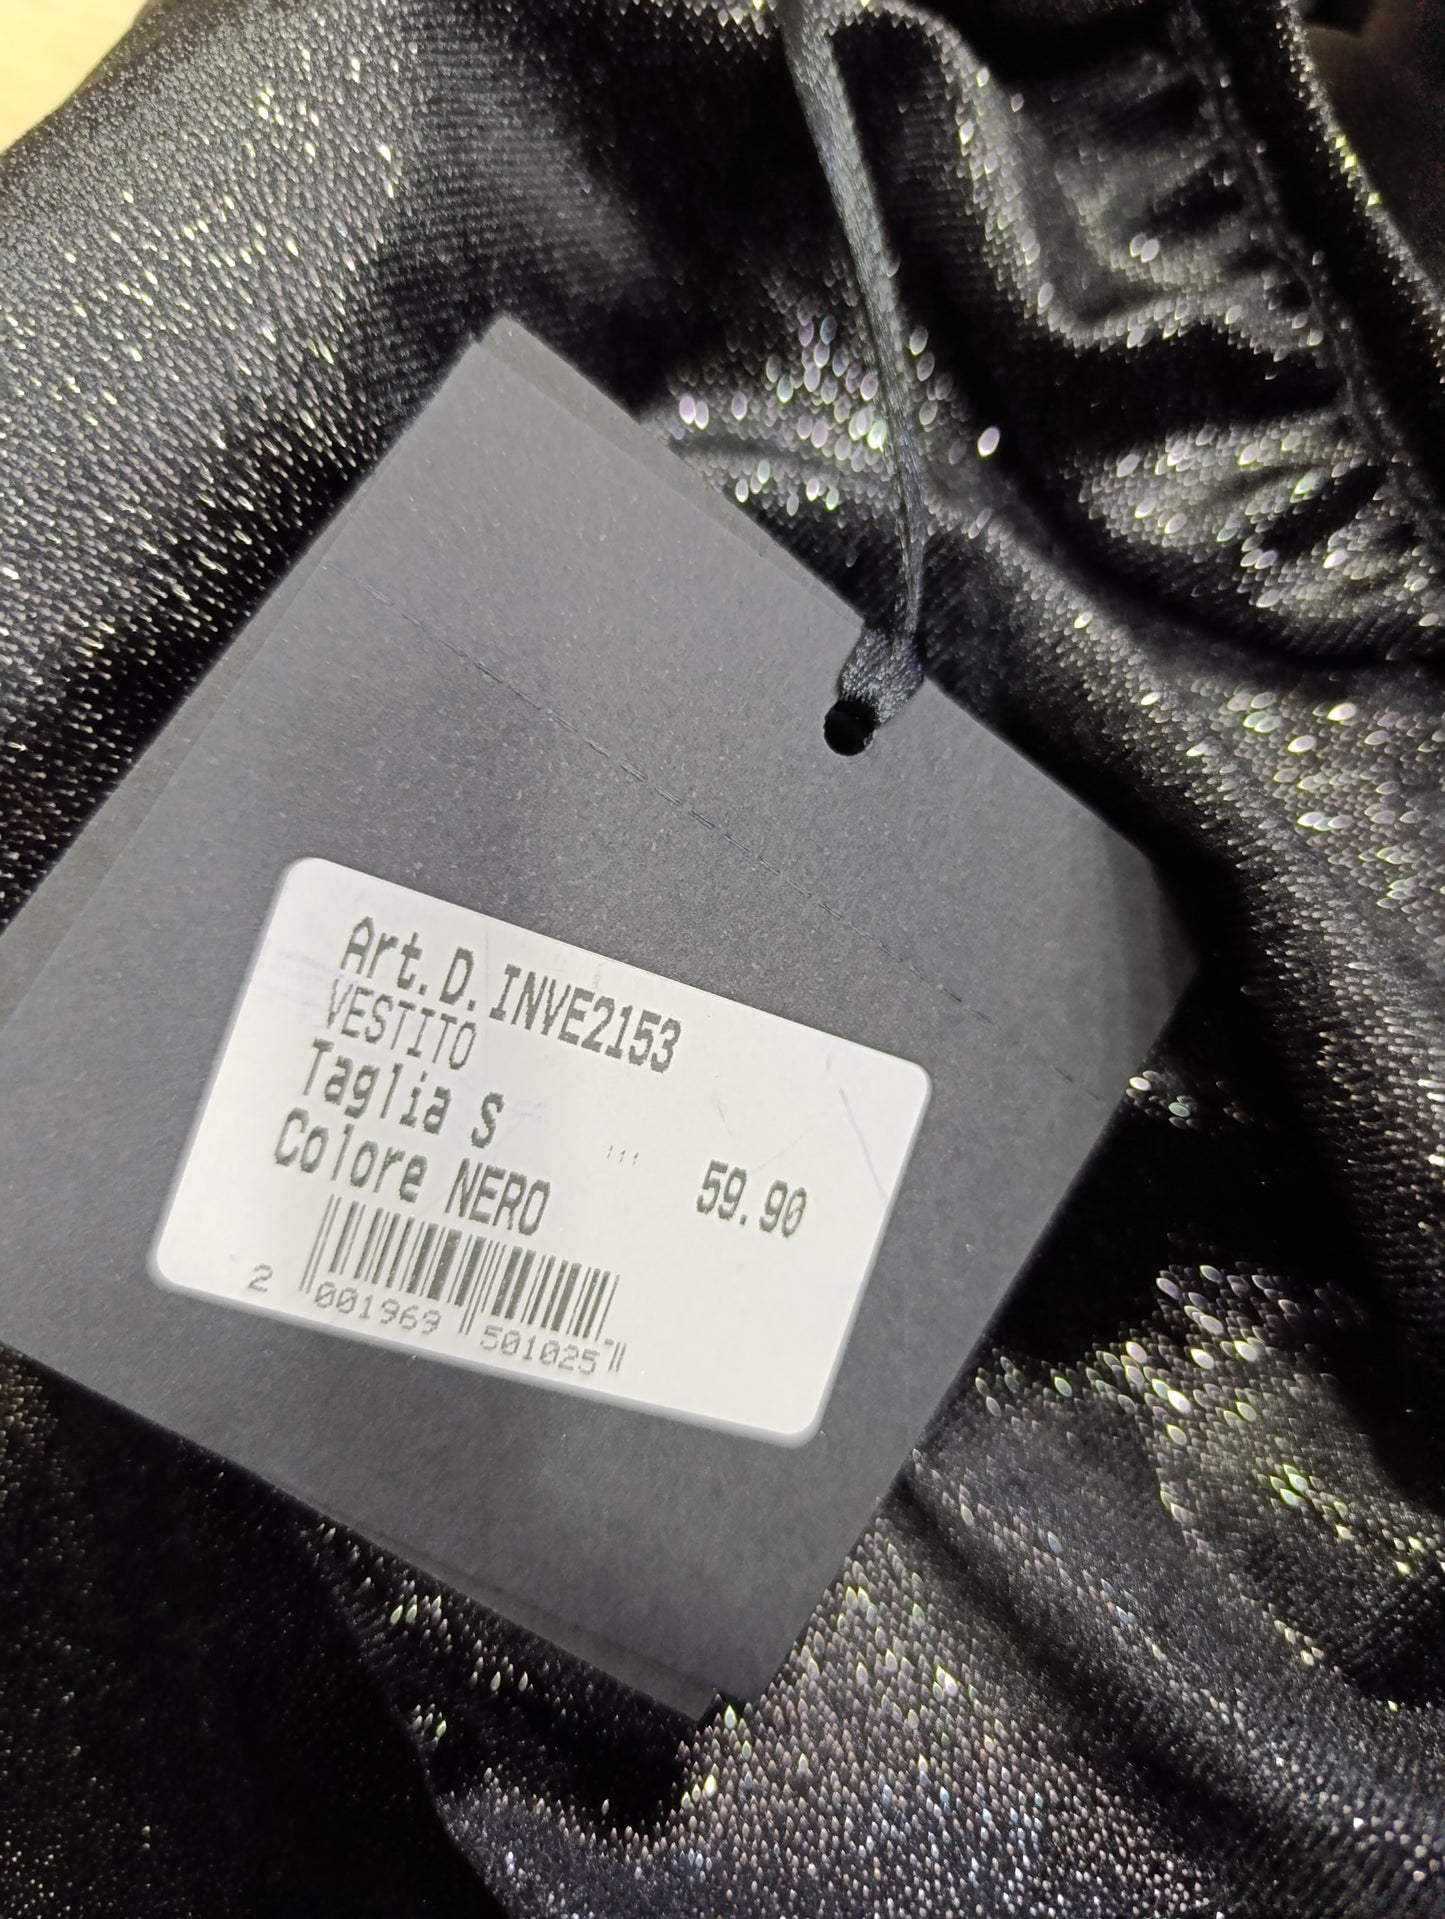 Art.D.INVE2153
VESTITO
Taglia S
Colore NERO
59.90
2 001969 501025